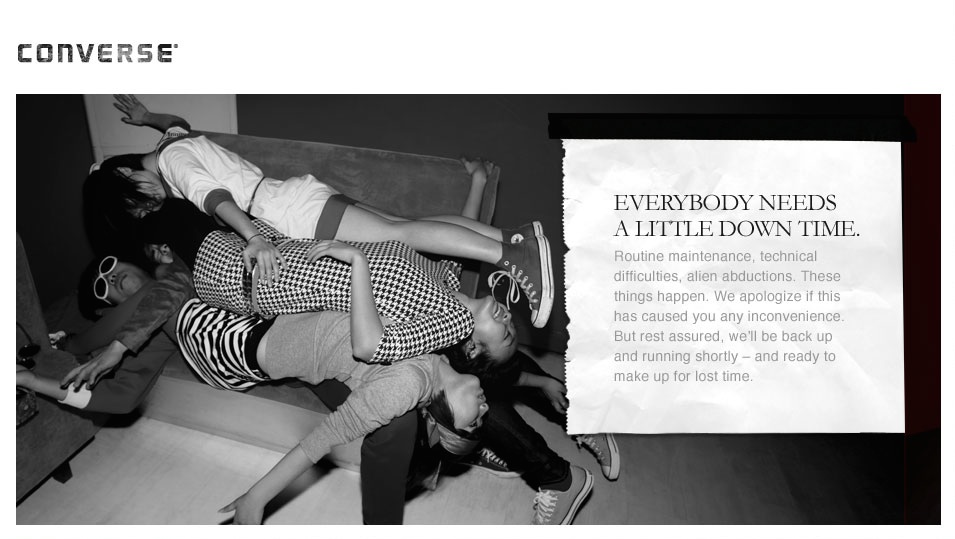 CONVERSE
EVERYBODY NEEDS
A LITTLE DOWN TIME.
Routine maintenance, technical
difficulties, alien abductions. These
things happen. We apologize if this
has caused you any inconvenience.
But rest assured, we'll be back up
and running shortly – and ready to
make up for lost time.